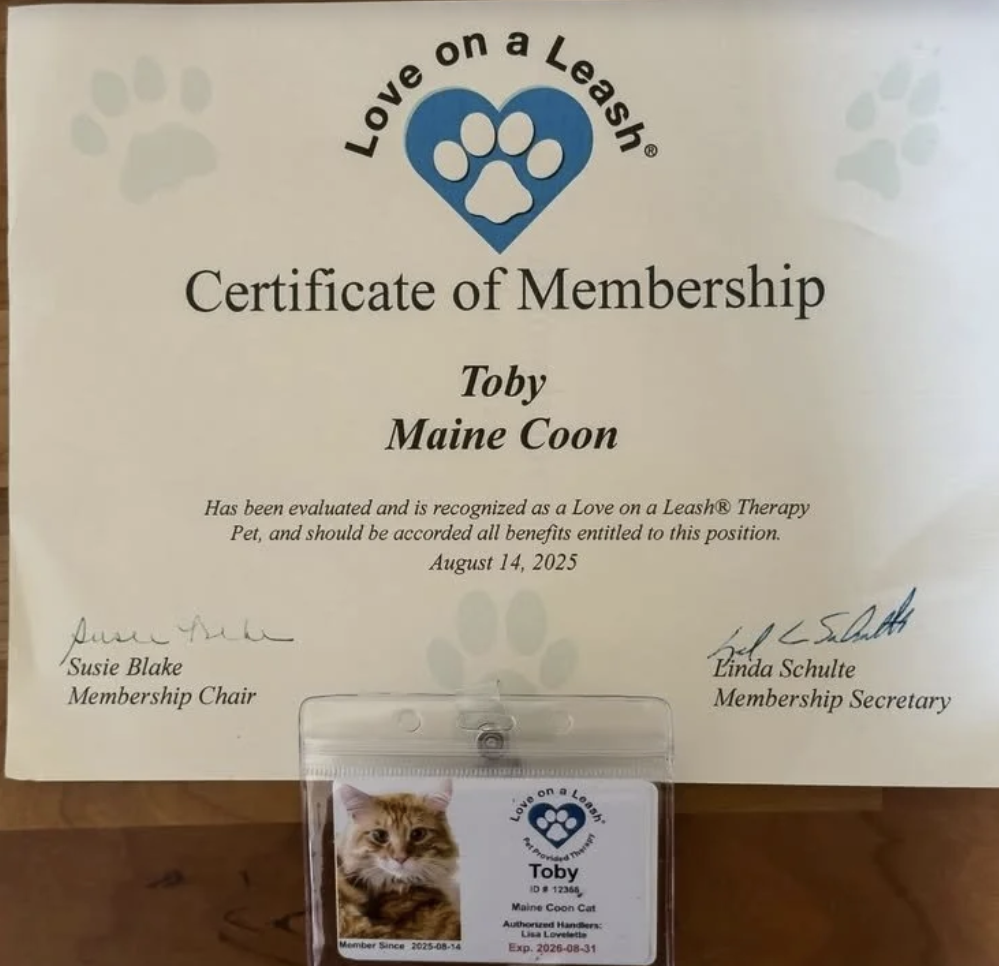 Love on a Leash®
Certificate of Membership
Toby
Maine Coon
Has been evaluated and is recognized as a Love on a Leash® Therapy
Pet, and should be accorded all benefits entitled to this position.
August 14, 2025
Susie Blake
Susie Blake
Membership Chair
Linda Schulte
Membership Secretary
Love on a Leash®
Pet Provided Therapy
Toby
ID # 12368
Maine Coon Cat
Authorized Handlers:
Lisa Lovelette
Exp. 2026-08-31
Member Since 2025-08-14